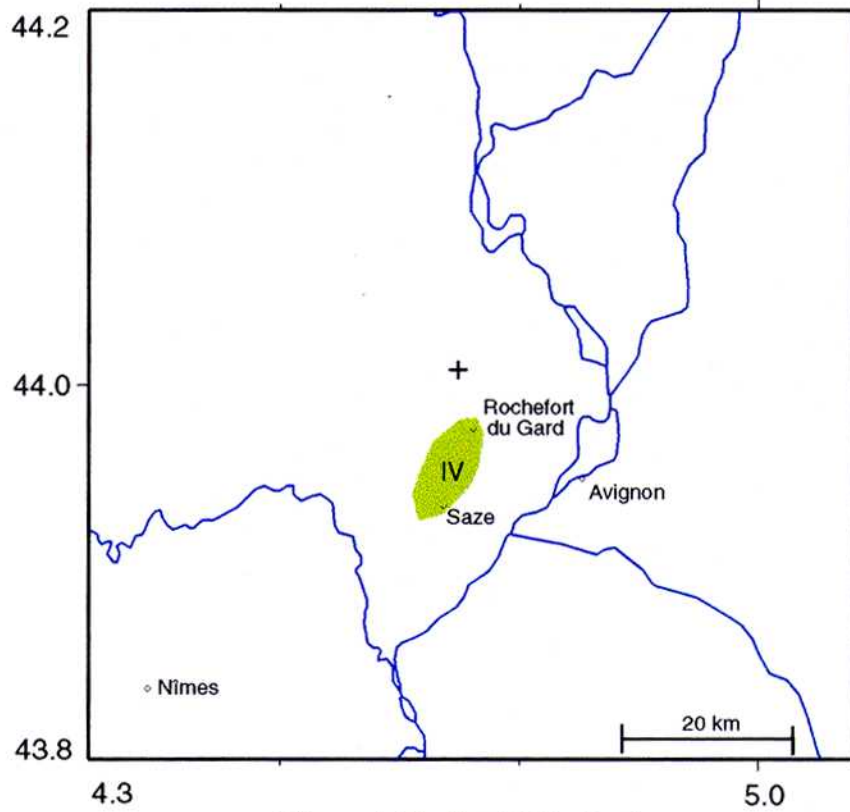 44.2
44.0
Rochefort
du Gard
IV
Avignon
Saze
Nîmes
20 km
43.8
4.3
5.0